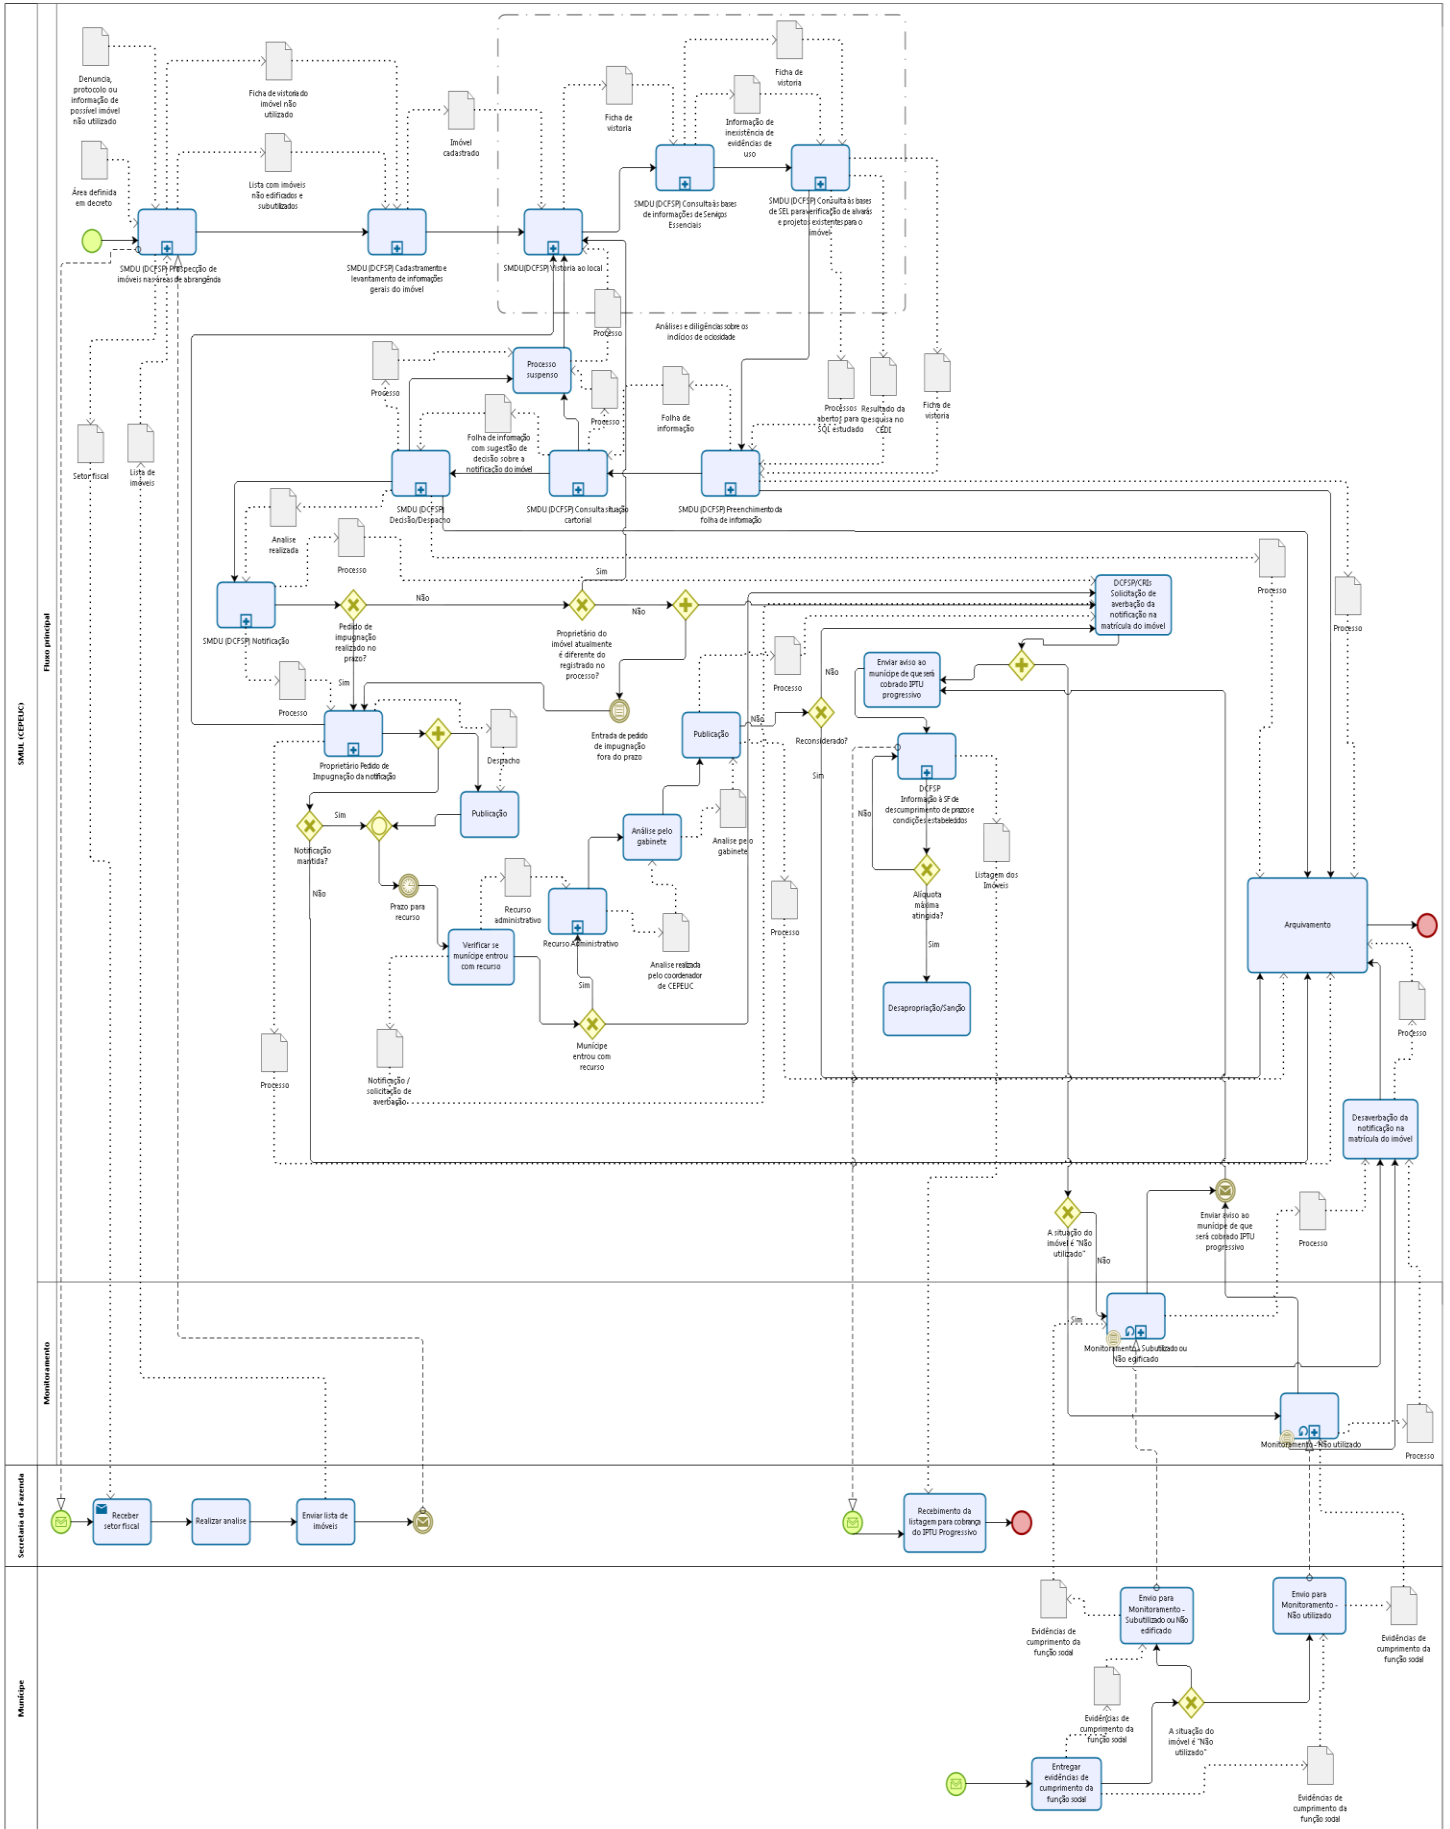 SMUL (CEPEUC)
Fluxo principal
Monitoramento
Secretaria da Fazenda
Munícipe
Denuncia,
protocolo ou
informação de
possível imóvel
não utilizado
Área definida
em decreto
Ficha de vistoria do
imóvel não
utilizado
Lista com imóveis
não edificados e
subutilizados
Imóvel
cadastrado
Ficha de
vistoria
Ficha de
vistoria
Informação de
inexistência de
evidências de
uso
SMDU (DCFSP) Prospecção de
imóveis nas áreas de abrangência
SMDU (DCFSP) Cadastramento e
levantamento de informações
gerais do imóvel
SMDU(DCFSP) Vistoria ao local
SMDU (DCFSP) Consulta às bases
de informações de Serviços
Essenciais
SMDU (DCFSP) Consulta às bases
de SEL para verificação de alvarás
e projetos existentes para o
imóvel
Análises e diligências sobre os
indícios de ociosidade
Processo
Processo
suspenso
Processo
Processo
Folha de
informação
Processos
abertos para o
SQL estudado
Resultado da
pesquisa no
CEDI
Ficha de
vistoria
Setor fiscal
Lista de
imóveis
Folha de informação
com sugestão de
decisão sobre a
notificação do imóvel
SMDU (DCFSP)
Decisão/Despacho
SMDU (DCFSP) Consulta situação
cartorial
SMDU (DCFSP) Preenchimento da
folha de informação
Analise
realizada
Processo
Sim
Processo
Processo
SMDU (DCFSP) Notificação
Não
Pedido de
impugnação
realizado no
prazo?
Sim
Proprietário do
imóvel atualmente
é diferente do
registrado no
processo?
Não
DCFSP/CRIs
Solicitação de
averbação da
notificação na
matrícula do imóvel
Processo
Processo
Enviar aviso ao
munícipe de que será
cobrado IPTU
progressivo
Não
Não
Reconsiderado?
Sim
Entrada de pedido
de impugnação
fora do prazo
Publicação
Despacho
Proprietário Pedido de
Impugnação da notificação
Publicação
Sim
Notificação
mantida?
Não
Prazo para
recurso
Análise pelo
gabinete
Analise pelo
gabinete
DCFSP
Informação à SF de
descumprimento de prazos e
condições estabelecidos
Não
Alíquota
máxima
atingida?
Sim
Listagem dos
Imóveis
Desapropriação/Sanção
Recurso
administrativo
Recurso Administrativo
Verificar se
munícipe entrou
com recurso
Analise realizada
pelo coordenador
de CEPEUC
Processo
Sim
Munícipe
entrou com
recurso
Arquivamento
Processo
Processo
Notificação /
solicitação de
averbação
Desaverbação da
notificação na
matrícula do imóvel
A situação do
imóvel é "Não
utilizado"
Não
Enviar aviso ao
munícipe de que
será cobrado IPTU
progressivo
Processo
Sim
Monitoramento - Subutilizado ou
Não edificado
Monitoramento - Não utilizado
Processo
Receber
setor fiscal
Realizar analise
Enviar lista de
imóveis
Recebimento da
listagem para cobrança
do IPTU Progressivo
Evidências de
cumprimento da
função social
Envio para
Monitoramento -
Subutilizado ou Não
edificado
Envio para
Monitoramento -
Não utilizado
Evidências de
cumprimento da
função social
Evidências de
cumprimento da
função social
A situação do
imóvel é "Não
utilizado"
Entregar
evidências de
cumprimento da
função social
Evidências de
cumprimento da
função social